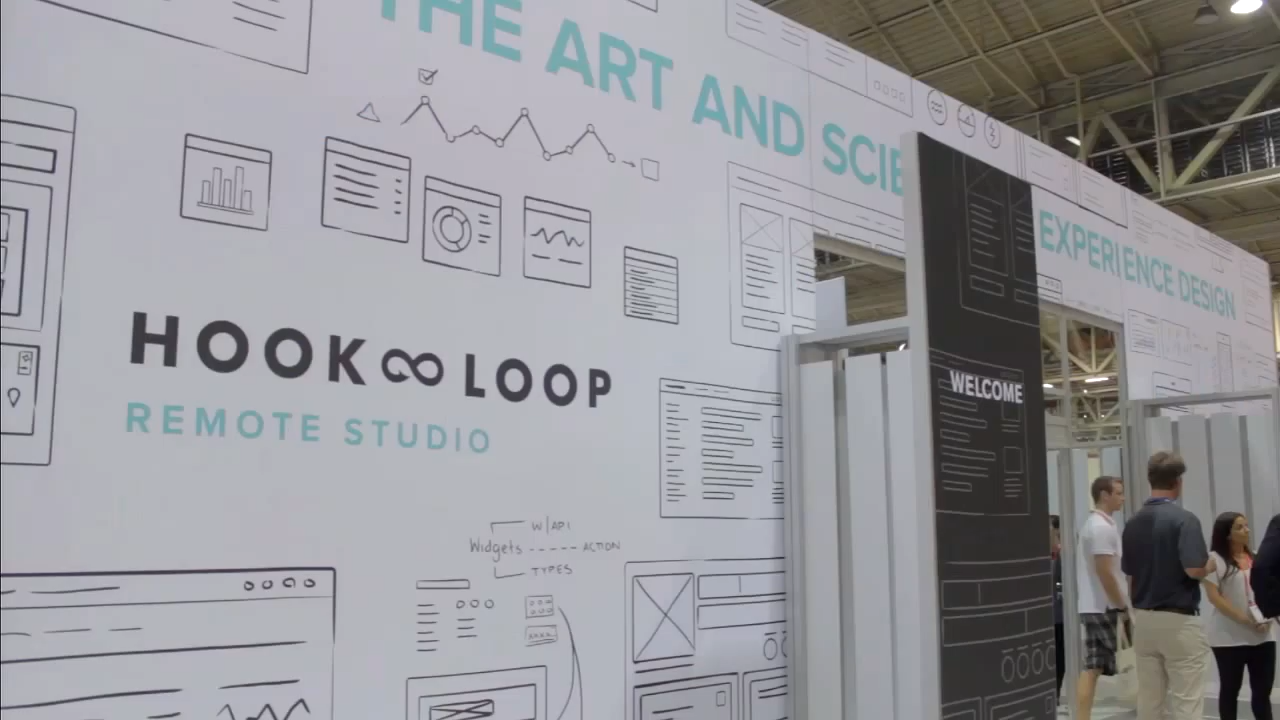 THE ART AND SCIE
EXPERIENCE DESIGN
HOOK∞LOOP
REMOTE STUDIO
WELCOME
W/API
Widgets ----- ACTION
TYPES